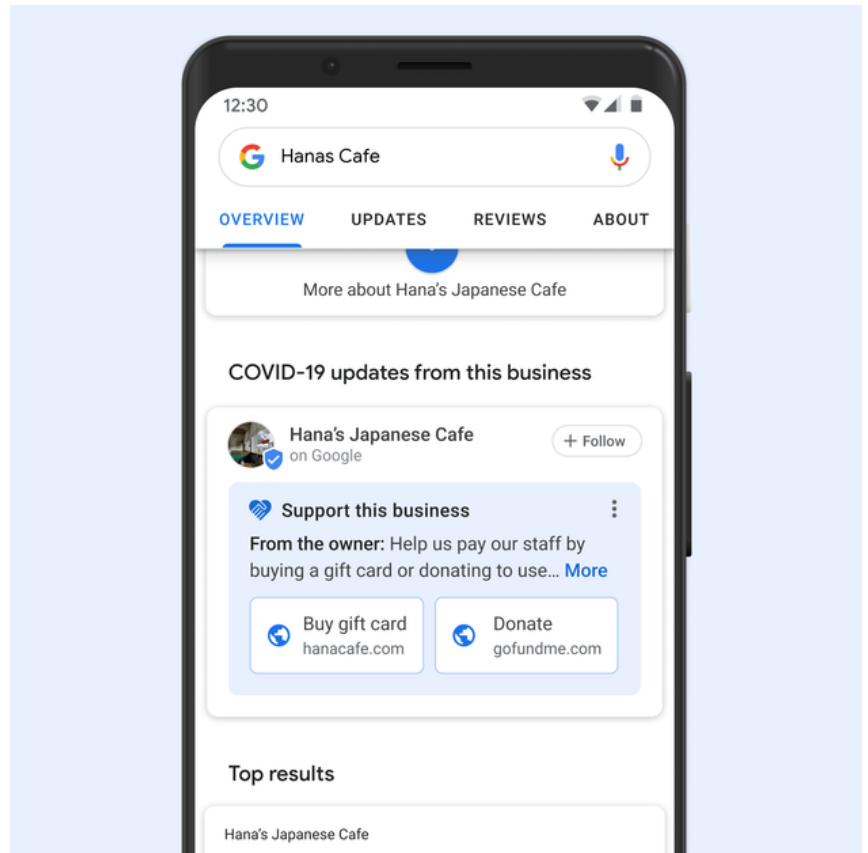 12:30
Hanas Cafe
OVERVIEW UPDATES REVIEWS ABOUT
More about Hana's Japanese Cafe
COVID-19 updates from this business
Hana's Japanese Cafe
+ Follow
on Google
Support this business
From the owner: Help us pay our staff by
buying a gift card or donating to use… More
Buy gift card
hanacafe.com
Donate
gofundme.com
Top results
Hana's Japanese Cafe